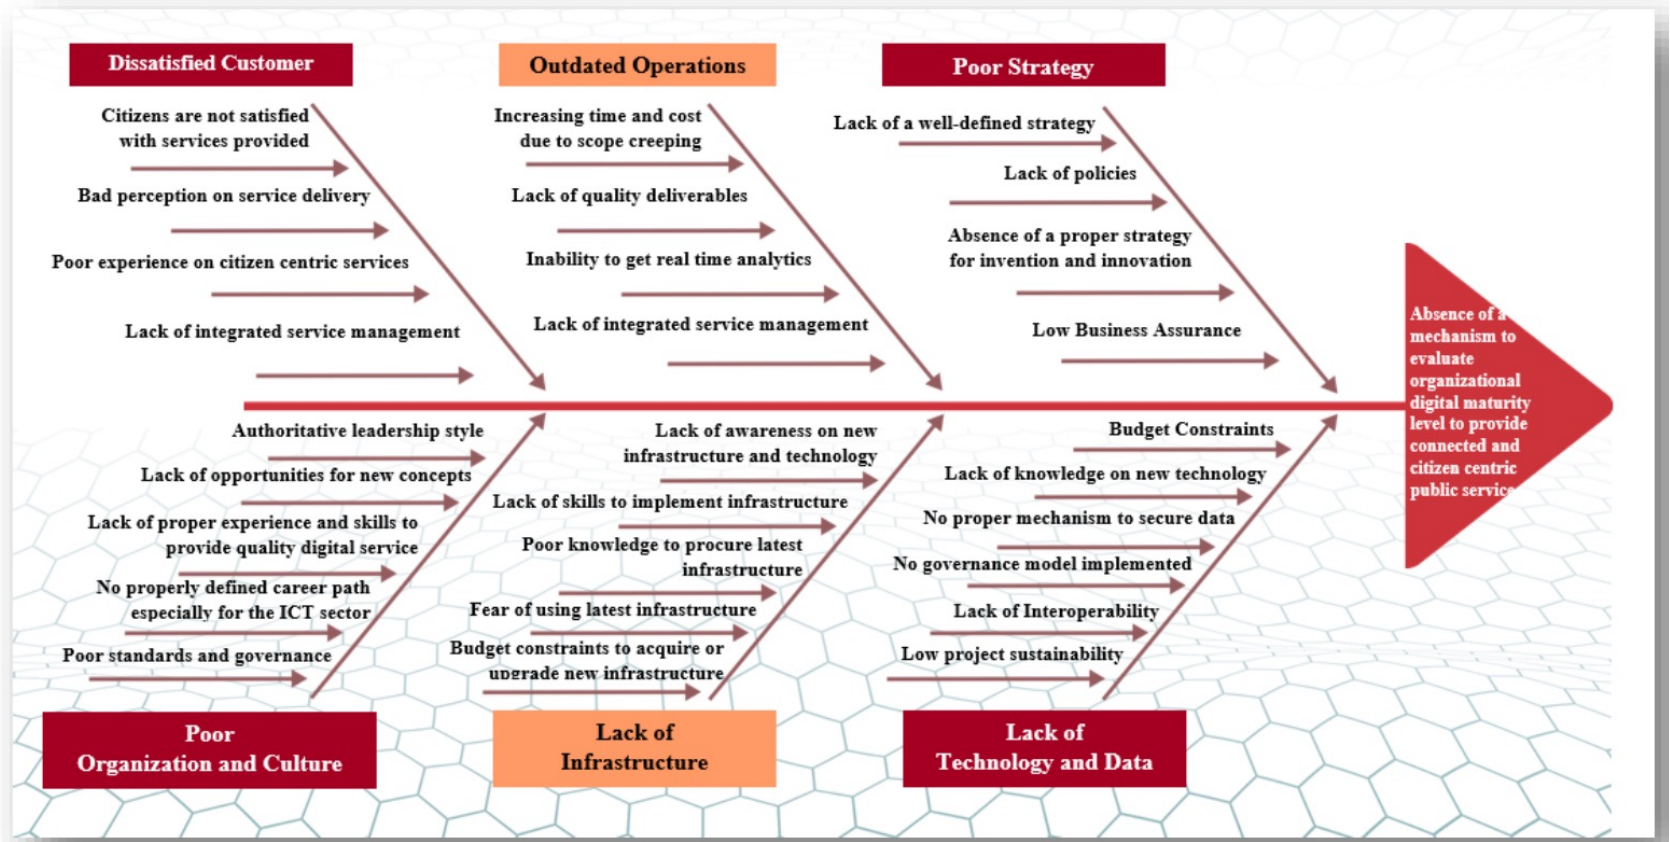 Dissatisfied Customer
Citizens are not satisfied
with services provided
Bad perception on service delivery
Poor experience on citizen centric services
Lack of integrated service management
Outdated Operations
Increasing time and cost
due to scope creeping
Lack of quality deliverables
Inability to get real time analytics
Lack of integrated service management
Poor Strategy
Lack of a well-defined strategy
Lack of policies
Absence of a proper strategy
for invention and innovation
Low Business Assurance
Absence of a
mechanism to
evaluate
organizational
digital maturity
level to provide
connected and
citizen centric
public service
Authoritative leadership style
Lack of opportunities for new concepts
Lack of proper experience and skills to
provide quality digital service
No properly defined career path
especially for the ICT sector
Poor standards and governance
Poor
Organization and Culture
Lack of awareness on new
infrastructure and technology
Lack of skills to implement infrastructure
Poor knowledge to procure latest
infrastructure
Fear of using latest infrastructure
Budget constraints to acquire or
upgrade new infrastructure
Lack of
Infrastructure
Budget Constraints
Lack of knowledge on new technology
No proper mechanism to secure data
No governance model implemented
Lack of Interoperability
Low project sustainability
Lack of
Technology and Data